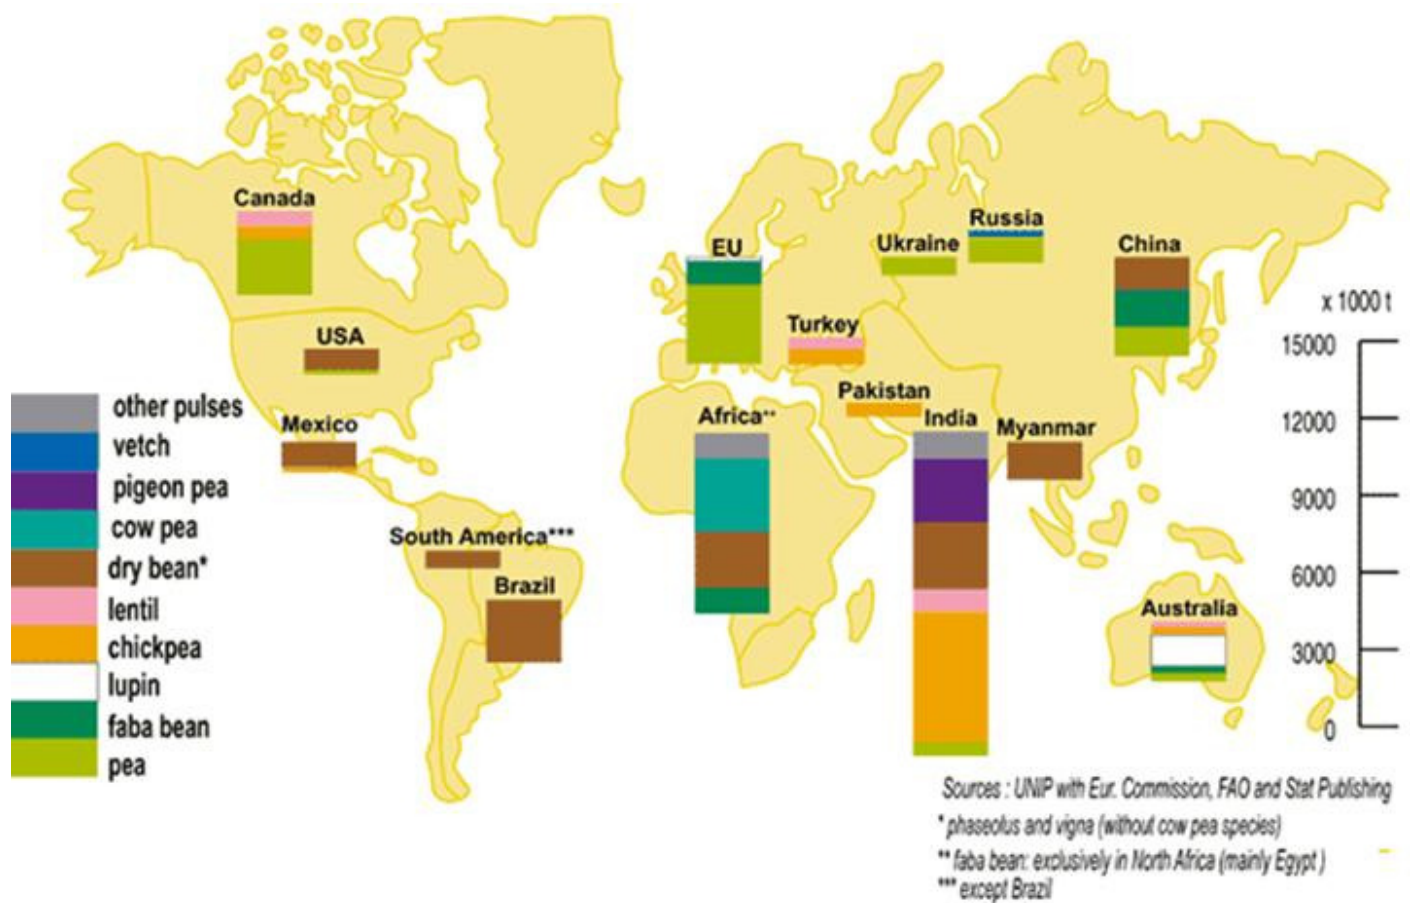 Canada
USA
Mexico
South America***
Brazil
EU
Ukraine
Russia
China
Turkey
Pakistan
Africa**
India
Myanmar
Australia
other pulses
vetch
pigeon pea
cow pea
dry bean*
lentil
chickpea
lupin
faba bean
pea
x 1000 t
15000
12000
9000
6000
3000
0
Sources : UNIP with Eur. Commission, FAO and Stat Publishing
* phaseolus and vigna (without cow pea species)
** faba bean: exclusively in North Africa (mainly Egypt )
*** except Brazil